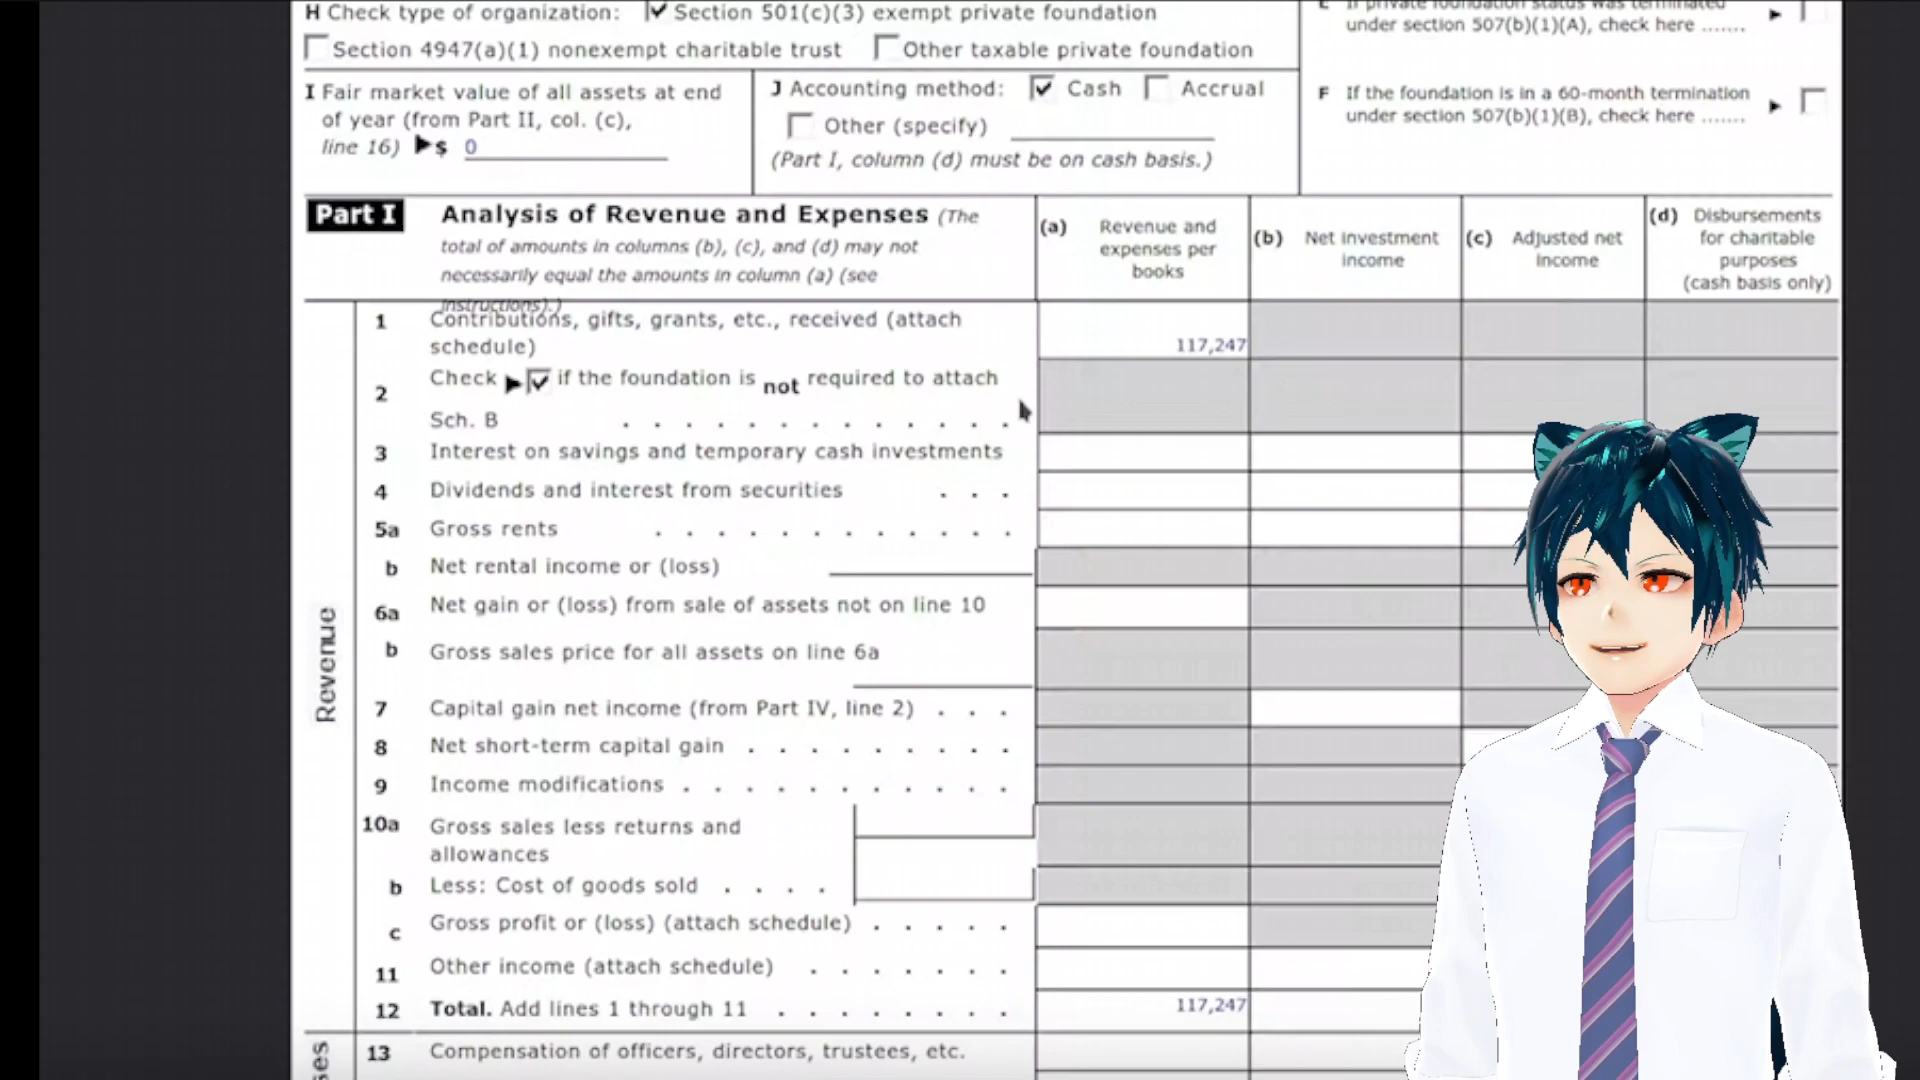 H Check type of organization: Section 501(c)(3) exempt private foundation
Section 4947(a)(1) nonexempt charitable trust Other taxable private foundation
E If private foundation status was terminated
under section 507(b)(1)(A), check here .......
I Fair market value of all assets at end
of year (from Part II, col. (c),
line 16) ▶$ 0
J Accounting method: Cash Accrual
Other (specify)
(Part I, column (d) must be on cash basis.)
F If the foundation is in a 60-month termination
under section 507(b)(1)(B), check here .......
Part I Analysis of Revenue and Expenses (The
total of amounts in columns (b), (c), and (d) may not
necessarily equal the amounts in column (a) (see
instructions).)
(a) Revenue and
expenses per
books
(b) Net investment
income
(c) Adjusted net
income
(d) Disbursements
for charitable
purposes
(cash basis only)
Revenue
1 Contributions, gifts, grants, etc., received (attach
schedule) 117,247
2 Check ▶ if the foundation is not required to attach
Sch. B . . . . . . . . . . . . .
3 Interest on savings and temporary cash investments
4 Dividends and interest from securities . . .
5a Gross rents . . . . . . . . . . . .
b Net rental income or (loss)
6a Net gain or (loss) from sale of assets not on line 10
b Gross sales price for all assets on line 6a
7 Capital gain net income (from Part IV, line 2) . . .
8 Net short-term capital gain . . . . . . . . .
9 Income modifications . . . . . . . . . . .
10a Gross sales less returns and
allowances
b Less: Cost of goods sold . . . .
c Gross profit or (loss) (attach schedule) . . . . .
11 Other income (attach schedule) . . . . . . .
12 Total. Add lines 1 through 11 . . . . . . . . 117,247
13 Compensation of officers, directors, trustees, etc.